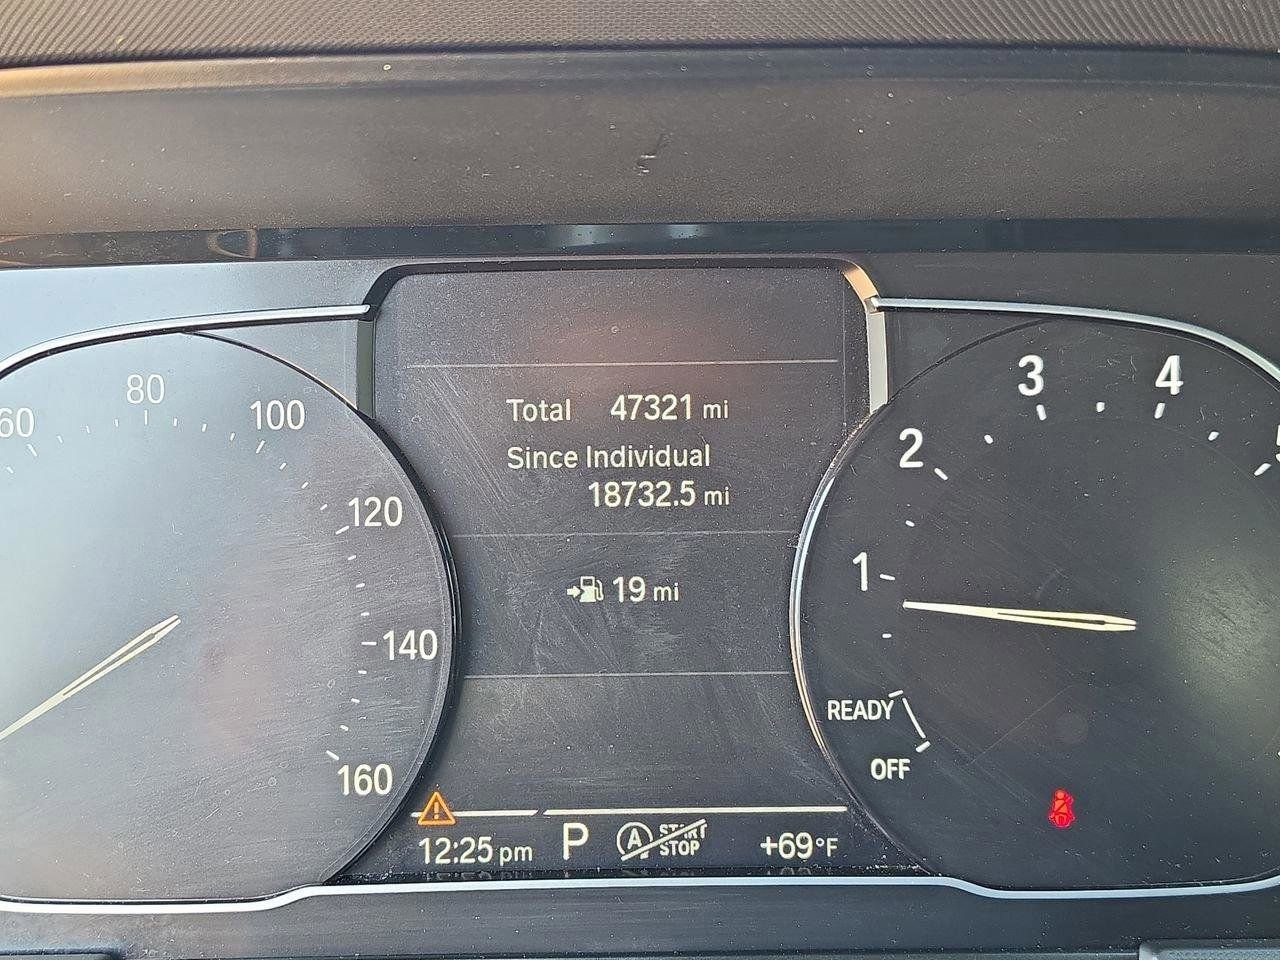 60
80
100
120
140
160
Total 47321 mi
Since Individual
18732.5 mi
19 mi
12:25 pm
P
A
START
STOP
+69°F
1
2
3
4
READY
OFF